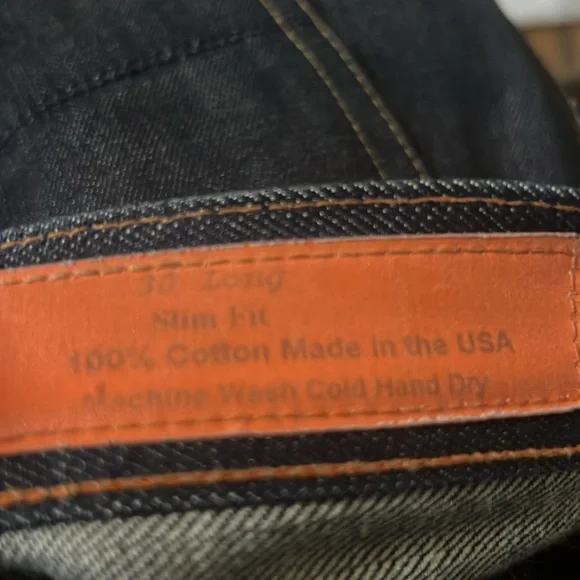 Long
Slim Fit
100% Cotton Made in the USA
Machine Wash Cold Hand Dry